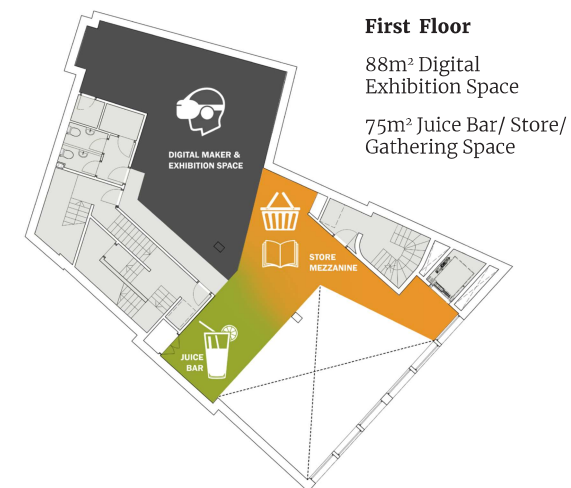 First Floor
88m² Digital
Exhibition Space
75m² Juice Bar/ Store/
Gathering Space
DIGITAL MAKER &
EXHIBITION SPACE
STORE
MEZZANINE
JUICE
BAR